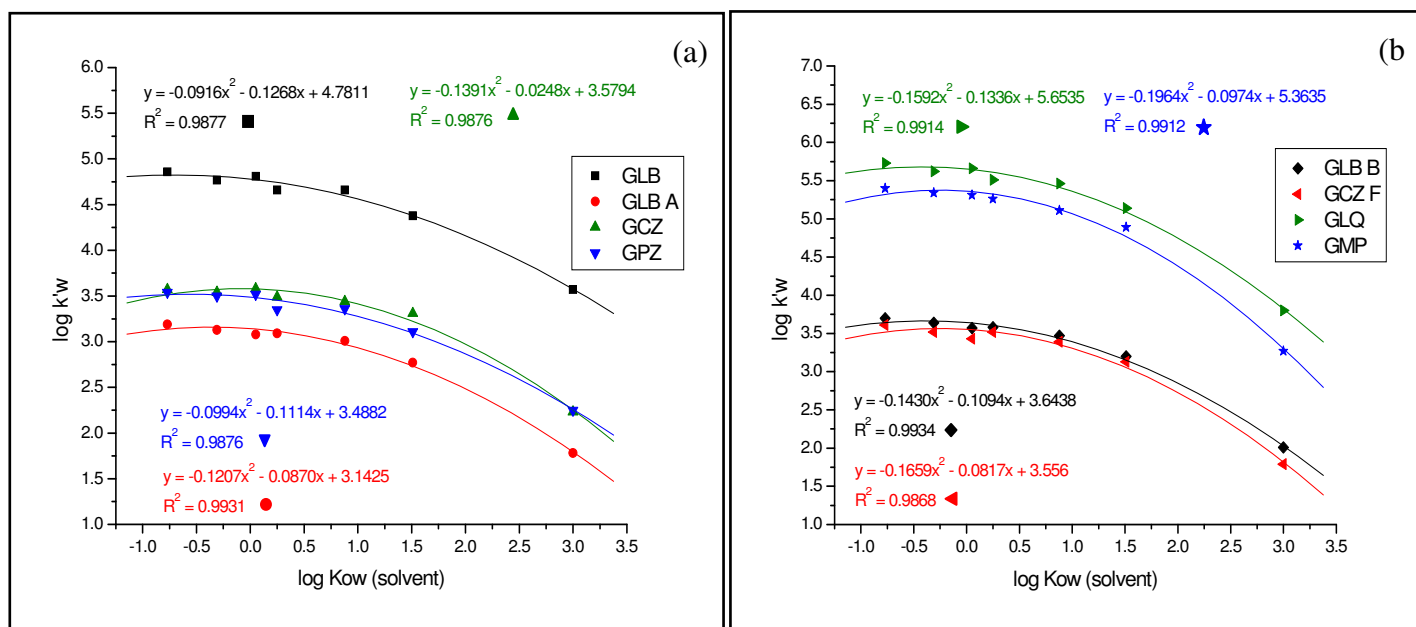 (a)
y = -0.0916x² - 0.1268x + 4.7811
R² = 0.9877
y = -0.1391x² - 0.0248x + 3.5794
R² = 0.9876
GLB
GLB A
GCZ
GPZ
y = -0.0994x² - 0.1114x + 3.4882
R² = 0.9876
y = -0.1207x² - 0.0870x + 3.1425
R² = 0.9931
log k'w
6.0
5.5
5.0
4.5
4.0
3.5
3.0
2.5
2.0
1.5
1.0
-1.0 -0.5 0.0 0.5 1.0 1.5 2.0 2.5 3.0 3.5
log Kow (solvent)
(b)
y = -0.1592x² - 0.1336x + 5.6535
R² = 0.9914
y = -0.1964x² - 0.0974x + 5.3635
R² = 0.9912
GLB B
GCZ F
GLQ
GMP
y = -0.1430x² - 0.1094x + 3.6438
R² = 0.9934
y = -0.1659x² - 0.0817x + 3.556
R² = 0.9868
log k'w
7.0
6.5
6.0
5.5
5.0
4.5
4.0
3.5
3.0
2.5
2.0
1.5
1.0
-1.0 -0.5 0.0 0.5 1.0 1.5 2.0 2.5 3.0 3.5
log Kow (solvent)